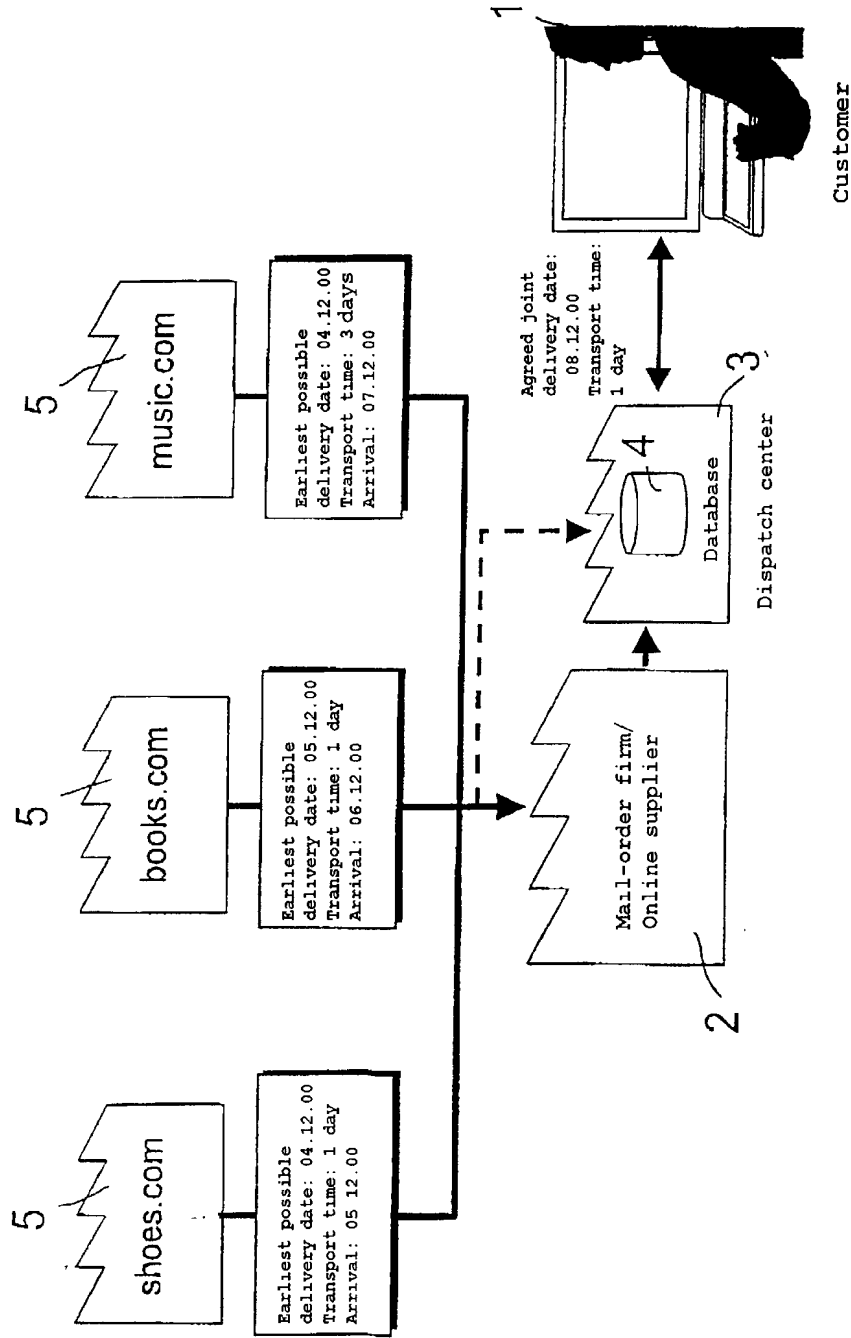 5
shoes.com
Earliest possible
delivery date: 04.12.00
Transport time: 1 day
Arrival: 05 12.00
5
books.com
Earliest possible
delivery date: 05.12.00
Transport time: 1 day
Arrival: 06.12.00
5
music.com
Earliest possible
delivery date: 04.12.00
Transport time: 3 days
Arrival: 07.12.00
2
Mail-order firm/
Online supplier
4
Database
3
Dispatch center
Agreed joint
delivery date:
08.12.00
Transport time:
1 day
1
Customer